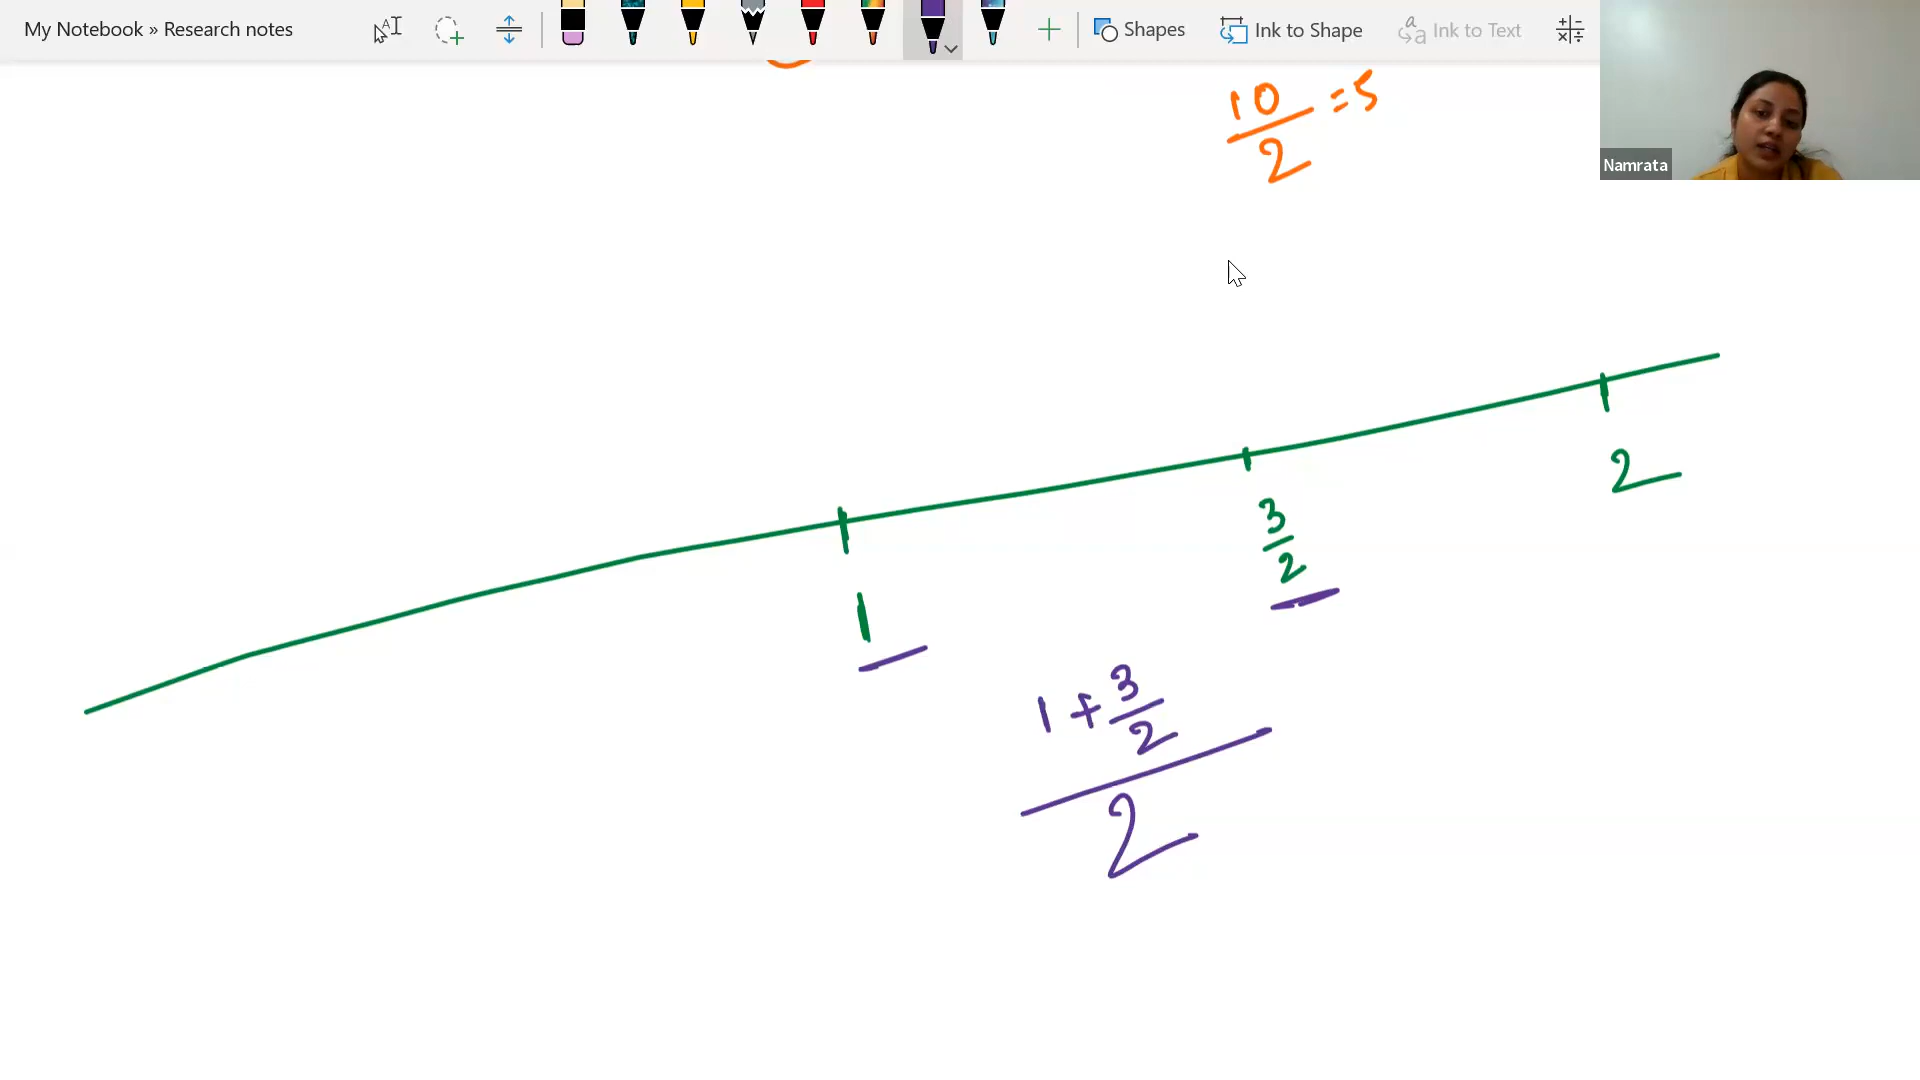 My Notebook » Research notes
Shapes
Ink to Shape
Ink to Text
Namrata
10/2 = 5
2
3/2
1
1 + 3/2
2